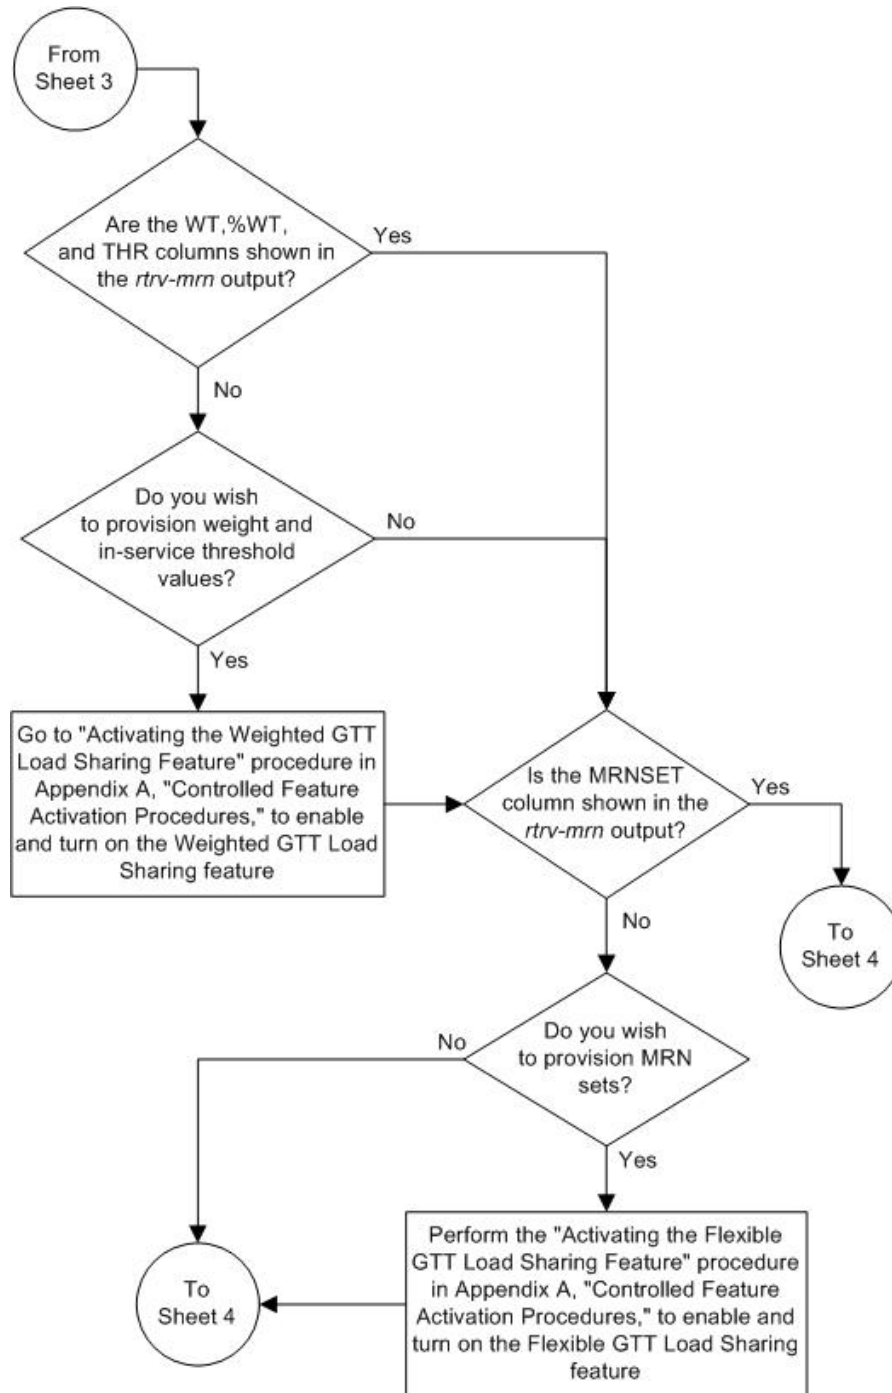 From
Sheet 3
Are the WT,%WT,
and THR columns shown in
the rtrv-mrn output?
Yes
No
Do you wish
to provision weight and
in-service threshold
values?
No
Yes
Go to "Activating the Weighted GTT
Load Sharing Feature" procedure in
Appendix A, "Controlled Feature
Activation Procedures," to enable
and turn on the Weighted GTT Load
Sharing feature
Is the MRNSET
column shown in the
rtrv-mrn output?
Yes
No
To
Sheet 4
Do you wish
to provision MRN
sets?
No
Yes
To
Sheet 4
Perform the "Activating the Flexible
GTT Load Sharing Feature" procedure
in Appendix A, "Controlled Feature
Activation Procedures," to enable and
turn on the Flexible GTT Load Sharing
feature